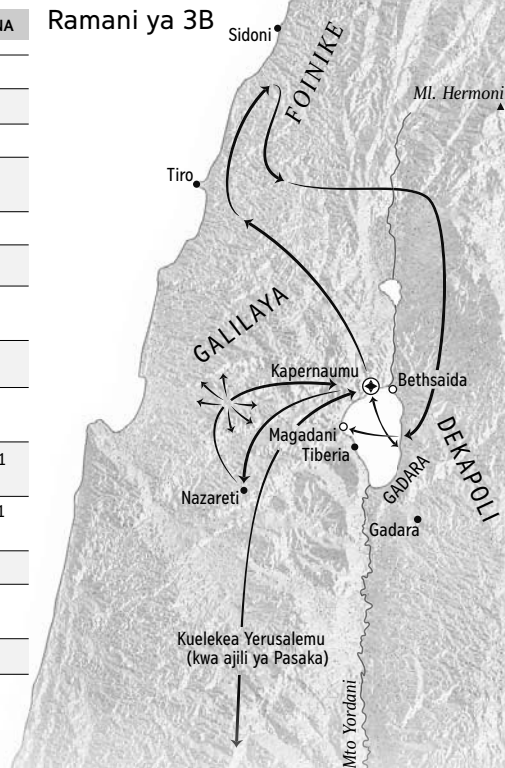 NA
Ramani ya 3B
Sidoni
FOINIKE
Ml. Hermoni
Tiro
GALILAYA
Kapernaumu
Bethsaida
Magadani
Tiberia
GADARA
DEKAPOLI
Nazareti
Gadara
1
1
Kuelekea Yerusalemu
(kwa ajili ya Pasaka)
Mto Yordani